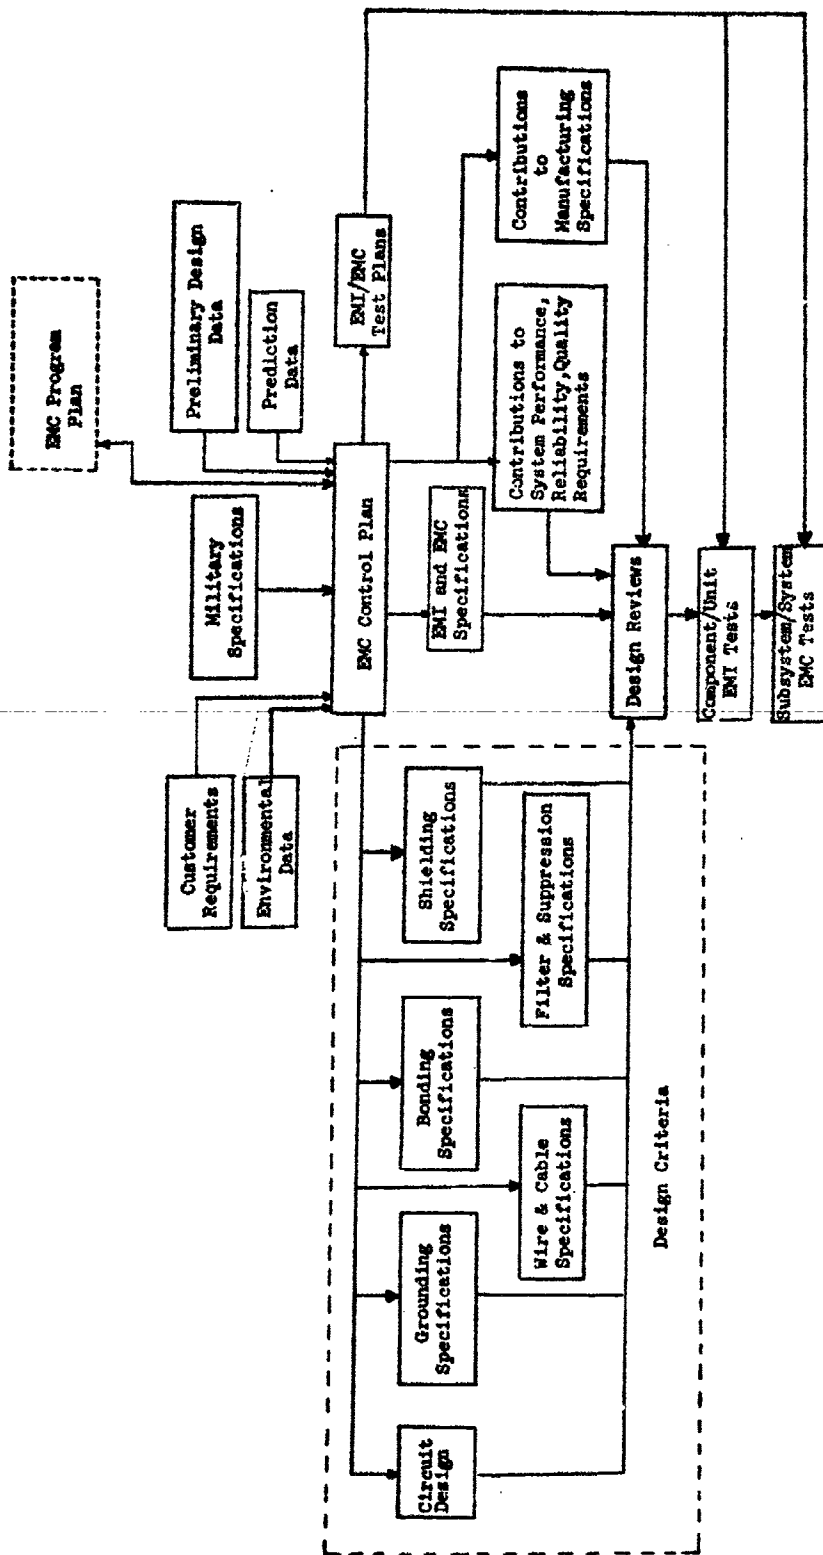 EMC Program
Plan
Customer
Requirements
Environmental
Data
Military
Specifications
Preliminary Design
Data
Prediction
Data
EMC Control Plan
EMI/EMC
Test Plans
Circuit
Design
Grounding
Specifications
Bonding
Specifications
Shielding
Specifications
Wire & Cable
Specifications
Filter & Suppression
Specifications
Design Criteria
EMI and EMC
Specifications
Contributions to
System Performance,
Reliability,Quality
Requirements
Contributions
to
Manufacturing
Specifications
Design Reviews
Component/Unit
EMI Tests
Subsystem/System
EMC Tests